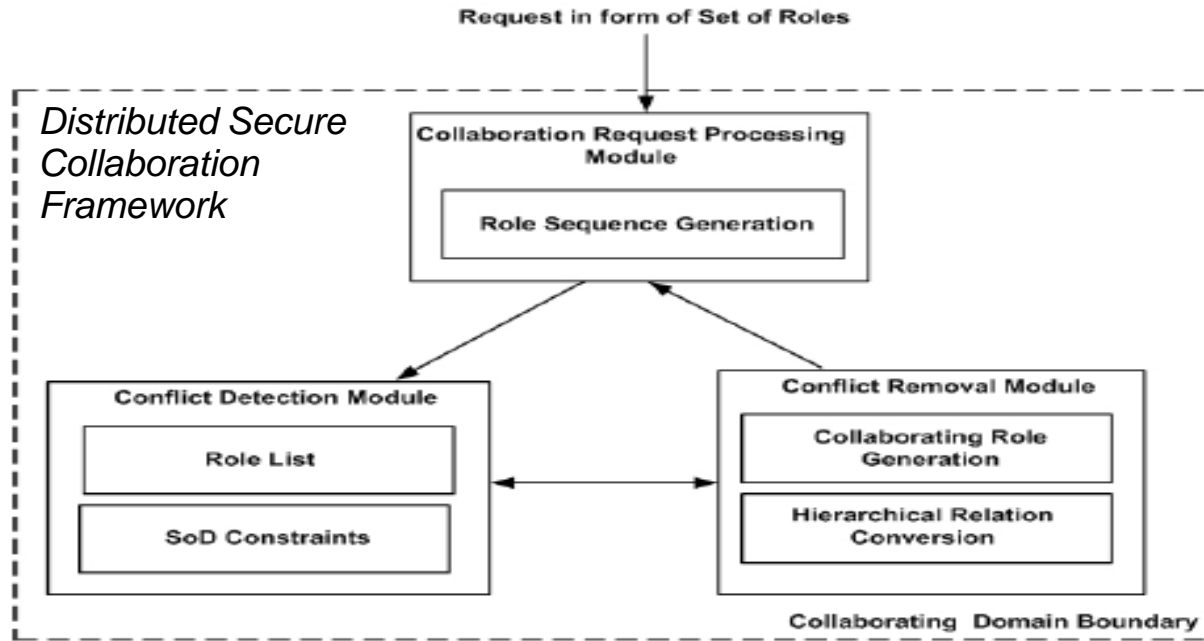 Request in form of Set of Roles
Distributed Secure
Collaboration
Framework
Collaboration Request Processing
Module
Role Sequence Generation
Conflict Detection Module
Role List
SoD Constraints
Conflict Removal Module
Collaborating Role
Generation
Hierarchical Relation
Conversion
Collaborating Domain Boundary